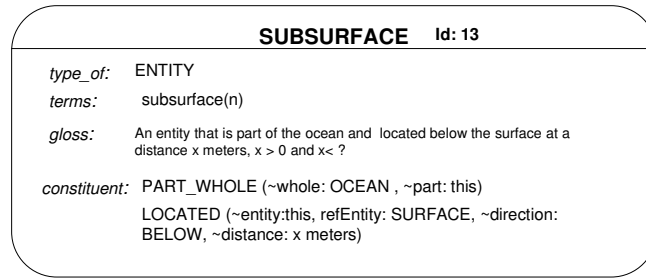 SUBSURFACE Id: 13
type_of: ENTITY
terms: subsurface(n)
gloss: An entity that is part of the ocean and located below the surface at a
distance x meters, x > 0 and x< ?
constituent: PART_WHOLE (~whole: OCEAN , ~part: this)
LOCATED (~entity:this, refEntity: SURFACE, ~direction:
BELOW, ~distance: x meters)